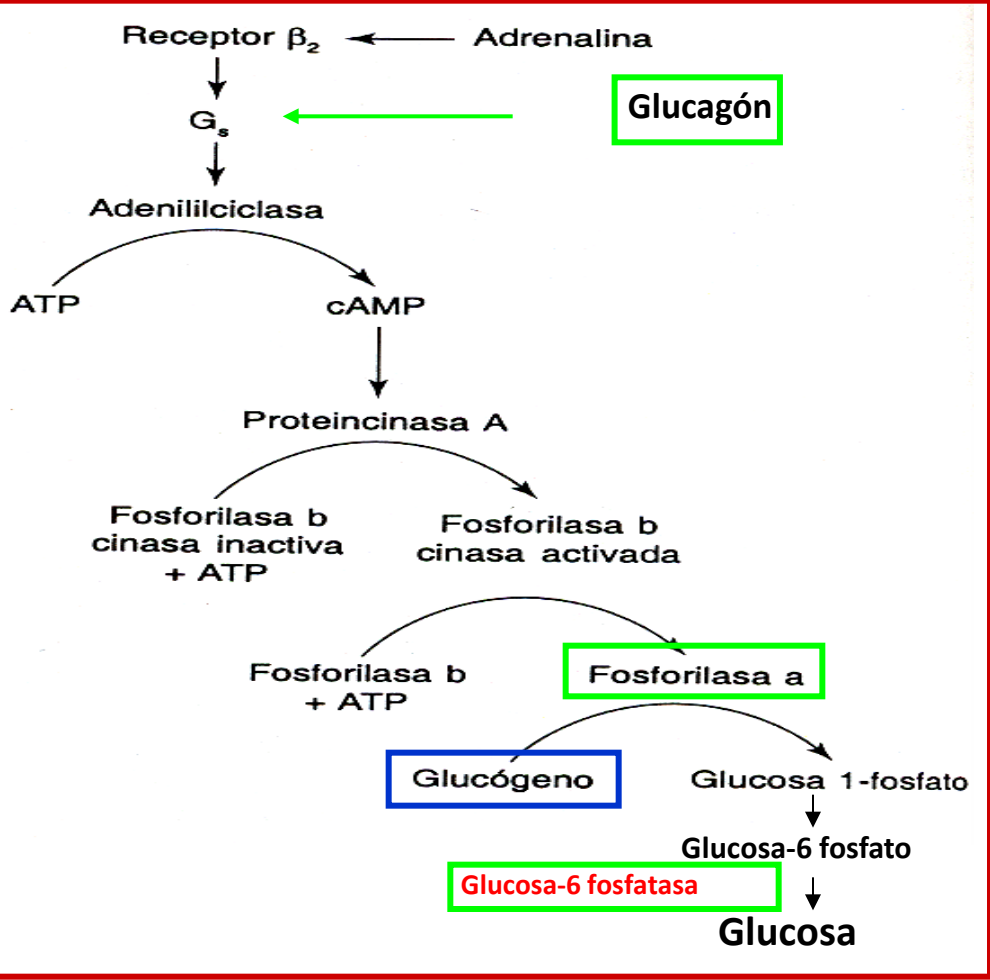 Receptor β₂
Adrenalina
Glucagón
Gₛ
Adenililciclasa
ATP
cAMP
Proteincinasa A
Fosforilasa b
cinasa inactiva
+ ATP
Fosforilasa b
cinasa activada
Fosforilasa b
+ ATP
Fosforilasa a
Glucógeno
Glucosa 1-fosfato
Glucosa-6 fosfato
Glucosa-6 fosfatasa
Glucosa